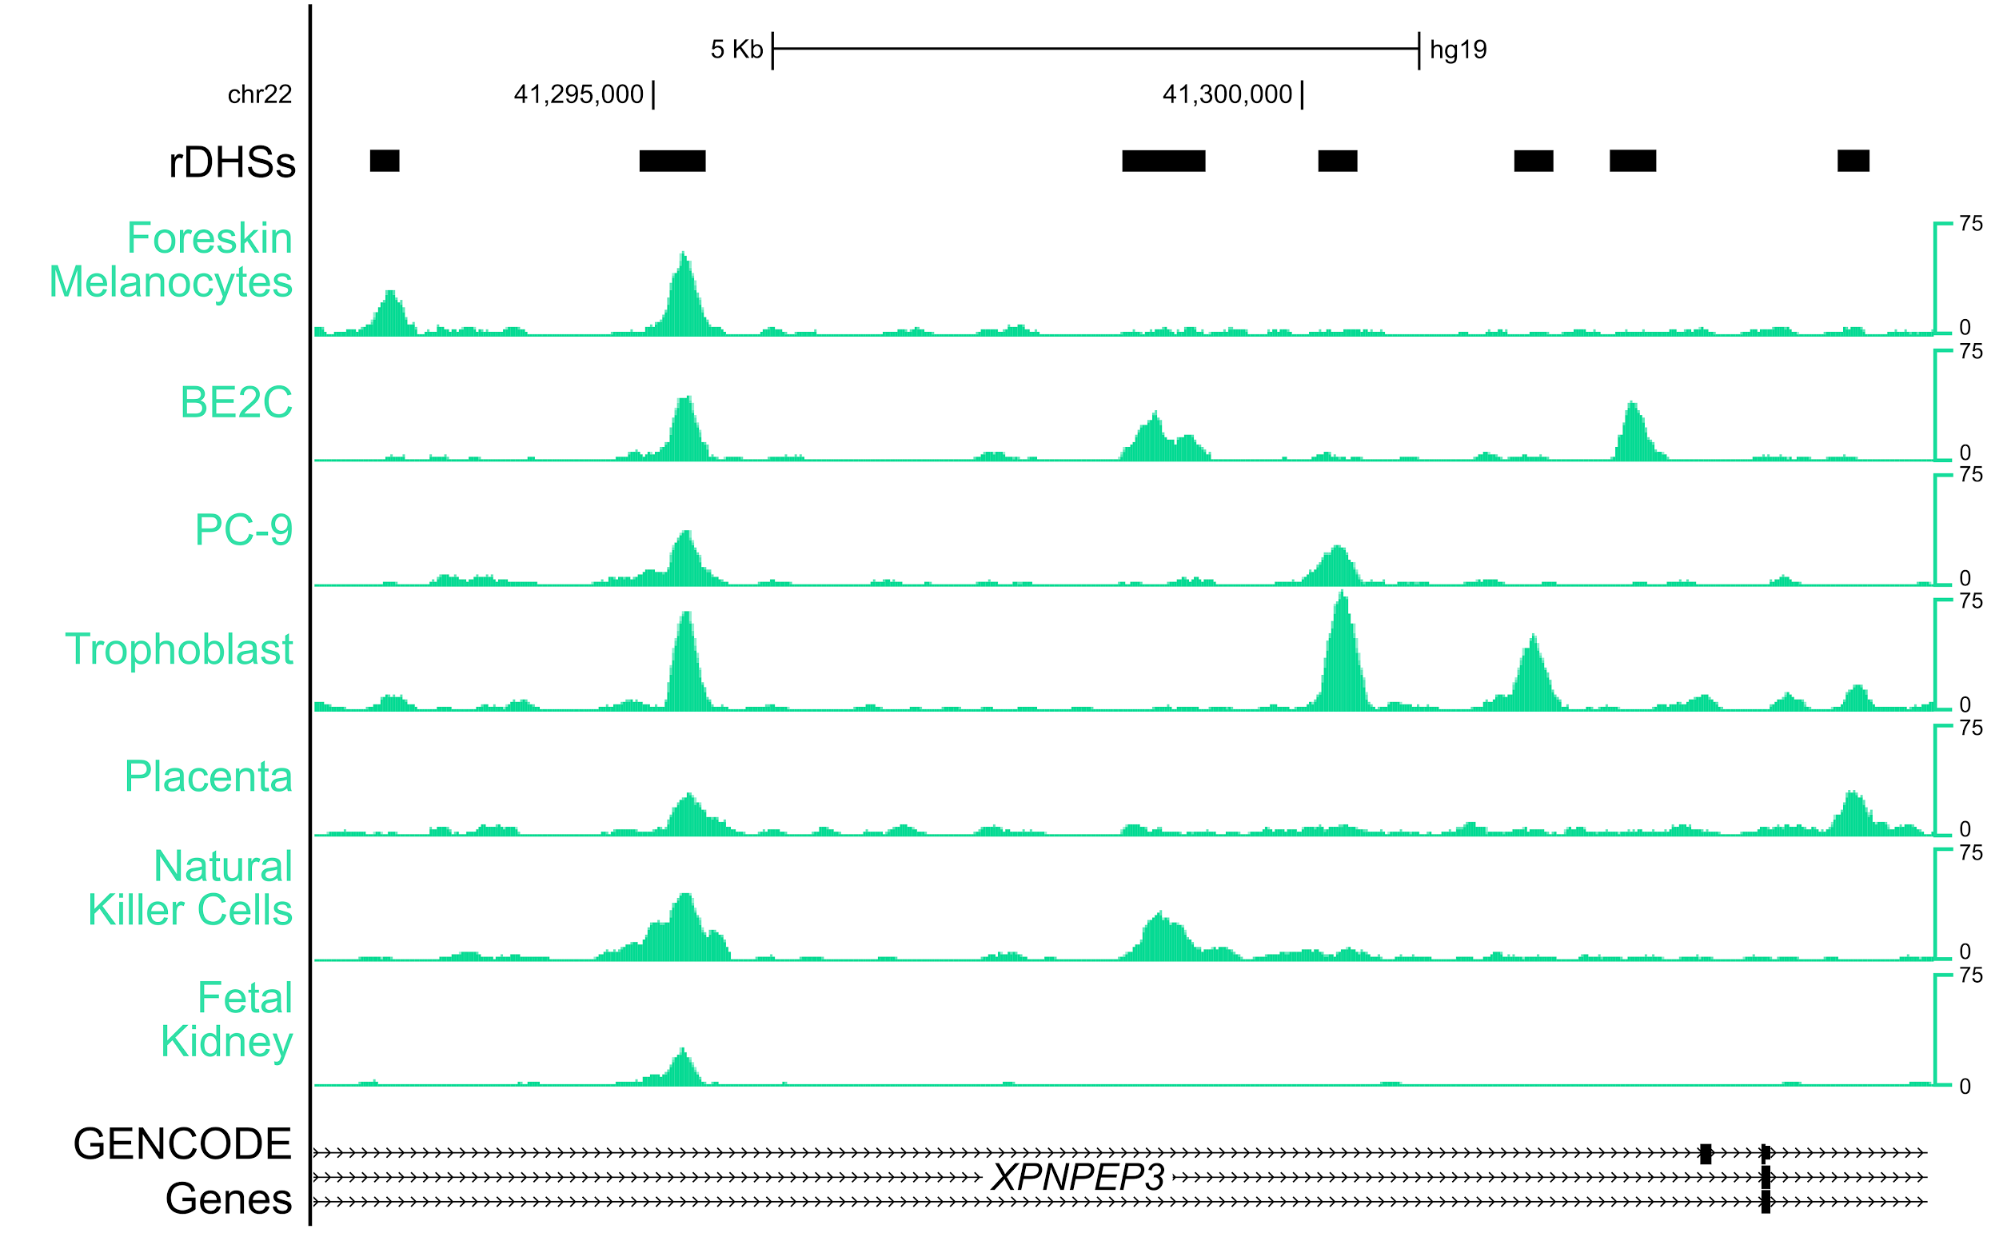 5 Kb hg19
chr22 41,295,000 41,300,000
rDHSs
Foreskin
Melanocytes
75
0
BE2C
75
0
PC-9
75
0
Trophoblast
75
0
Placenta
75
0
Natural
Killer Cells
75
0
Fetal
Kidney
75
0
GENCODE
Genes
XPNPEP3